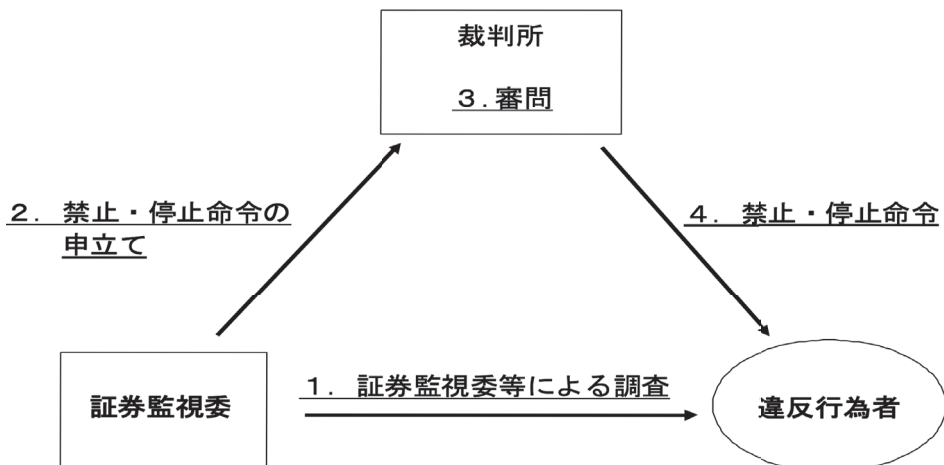 裁判所
３．審問
２．禁止・停止命令の
申立て
４．禁止・停止命令
１．証券監視委等による調査
証券監視委
違反行為者